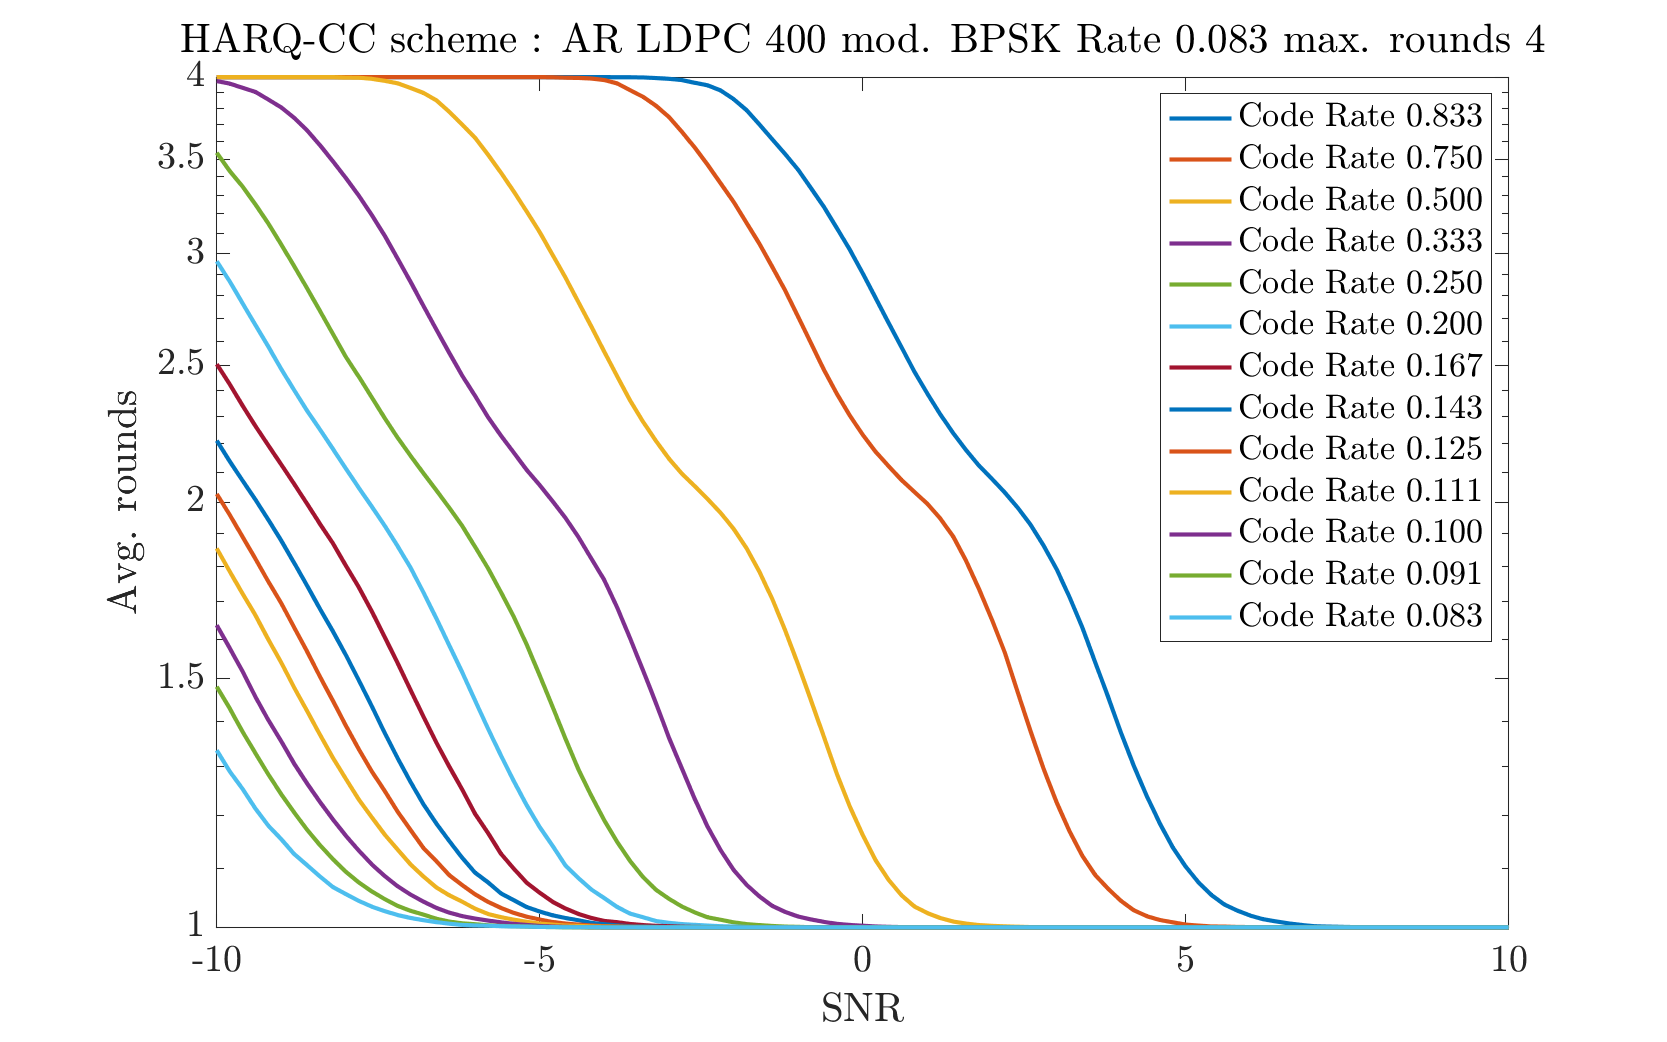 HARQ-CC scheme : AR LDPC 400 mod. BPSK Rate 0.083 max. rounds 4
4
3.5
3
2.5
2
1.5
1
Avg. rounds
Code Rate 0.833
Code Rate 0.750
Code Rate 0.500
Code Rate 0.333
Code Rate 0.250
Code Rate 0.200
Code Rate 0.167
Code Rate 0.143
Code Rate 0.125
Code Rate 0.111
Code Rate 0.100
Code Rate 0.091
Code Rate 0.083
-10 -5 0 5 10
SNR